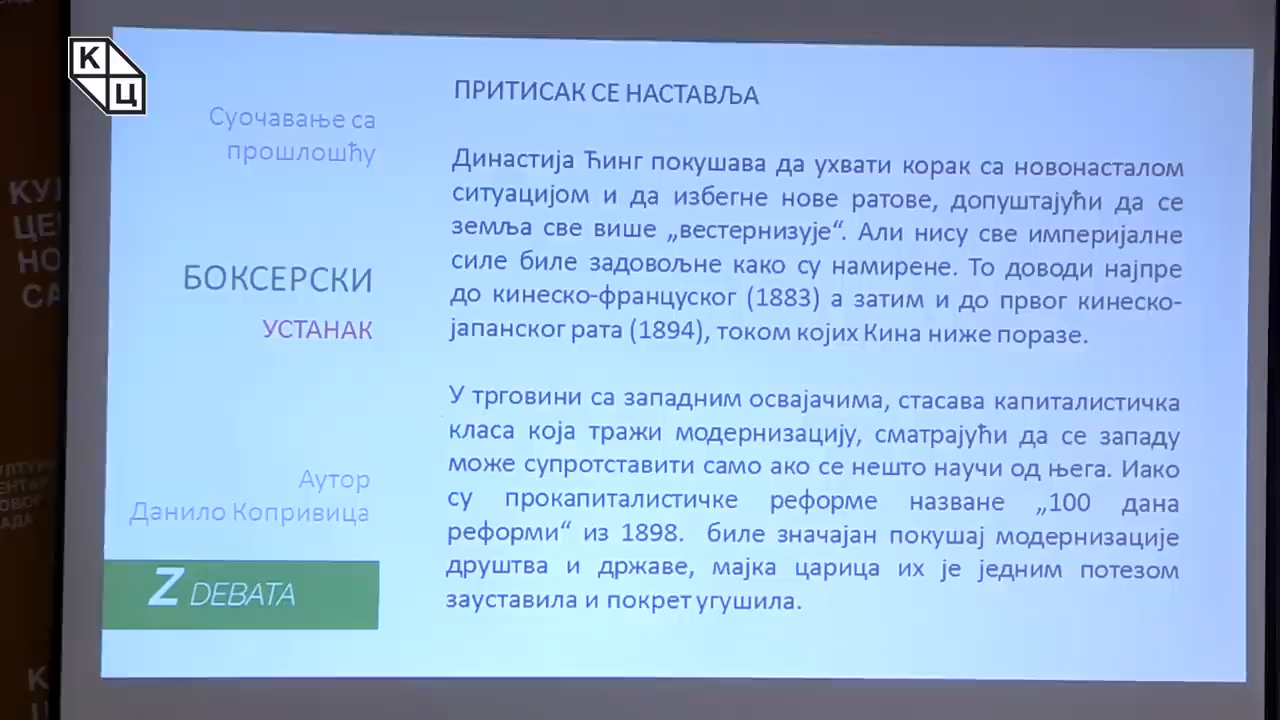 К
Ц
Суочавање са
прошлошћу
БОКСЕРСКИ
УСТАНАК
Аутор
Данило Копривица
Z DEBATA
ПРИТИСАК СЕ НАСТАВЉА
Династија Ћинг покушава да ухвати корак са новонасталом
ситуацијом и да избегне нове ратове, допуштајући да се
земља све више „вестернизује“. Али нису све империјалне
силе биле задовољне како су намирене. То доводи најпре
до кинеско-француског (1883) а затим и до првог кинеско-
јапанског рата (1894), током којих Кина ниже поразе.
У трговини са западним освајачима, стасава капиталистичка
класа која тражи модернизацију, сматрајући да се западу
може супротставити само ако се нешто научи од њега. Иако
су прокапиталистичке реформе назване „100 дана
реформи“ из 1898. биле значајан покушај модернизације
друштва и државе, мајка царица их је једним потезом
зауставила и покрет угушила.